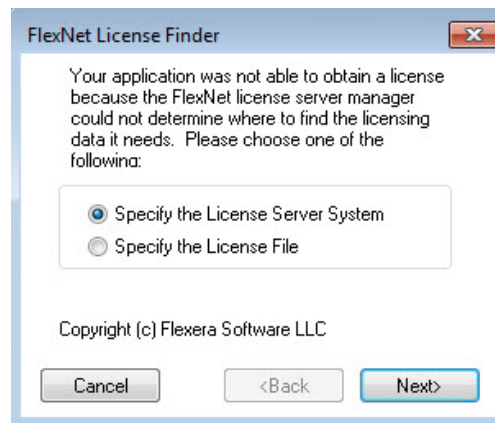 FlexNet License Finder
Your application was not able to obtain a license
because the FlexNet license server manager
could not determine where to find the licensing
data it needs. Please choose one of the
following:
Specify the License Server System
Specify the License File
Copyright (c) Flexera Software LLC
Cancel
<Back
Next>